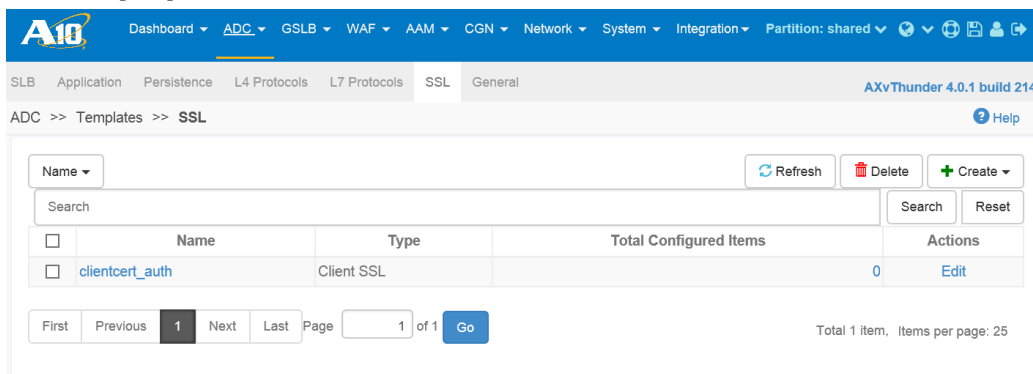 A10
Dashboard ADC GSLB WAF AAM CGN Network System Integration Partition: shared
SLB Application Persistence L4 Protocols L7 Protocols SSL General
AXvThunder 4.0.1 build 214
ADC >> Templates >> SSL
? Help
Name
Refresh Delete + Create
Search Search Reset
Name Type Total Configured Items Actions
clientcert_auth Client SSL 0 Edit
First Previous 1 Next Last Page 1 of 1 Go
Total 1 item, Items per page: 25